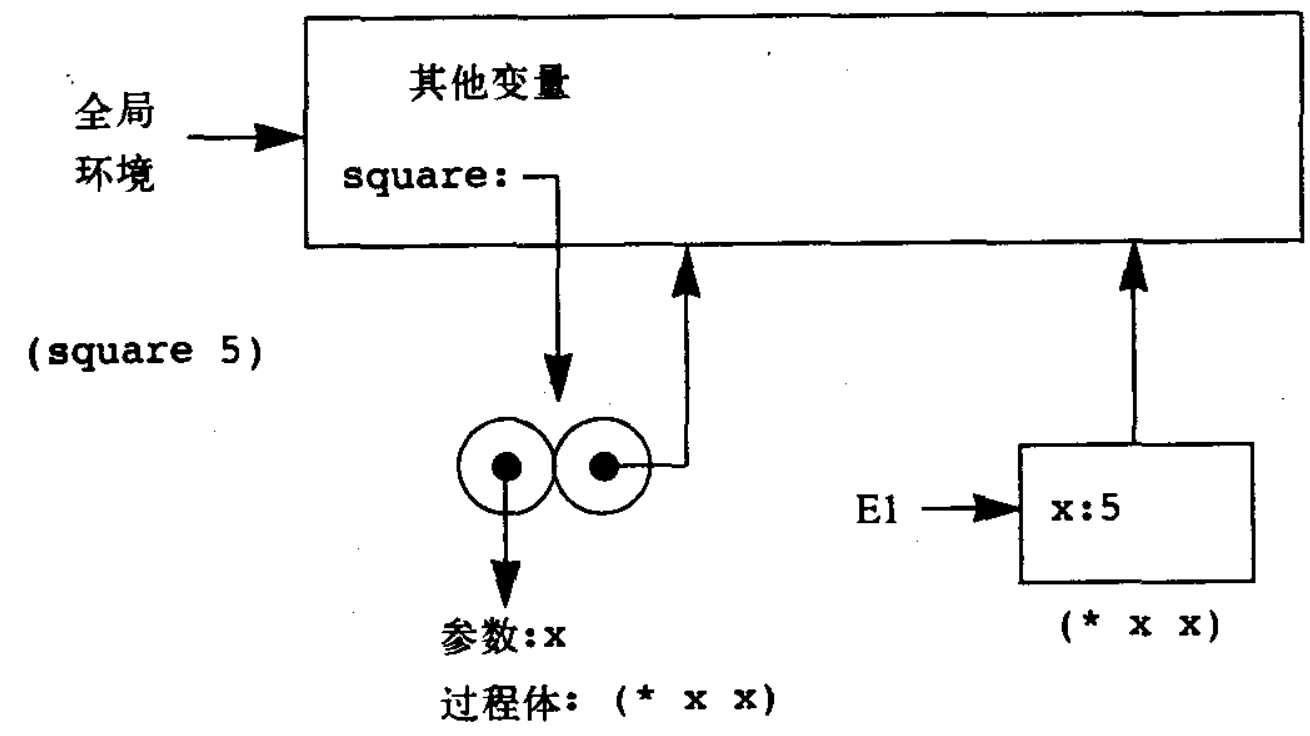 其他变量
全局
环境
square:
(square 5)
E1
x:5
(* x x)
参数:x
过程体: (* x x)